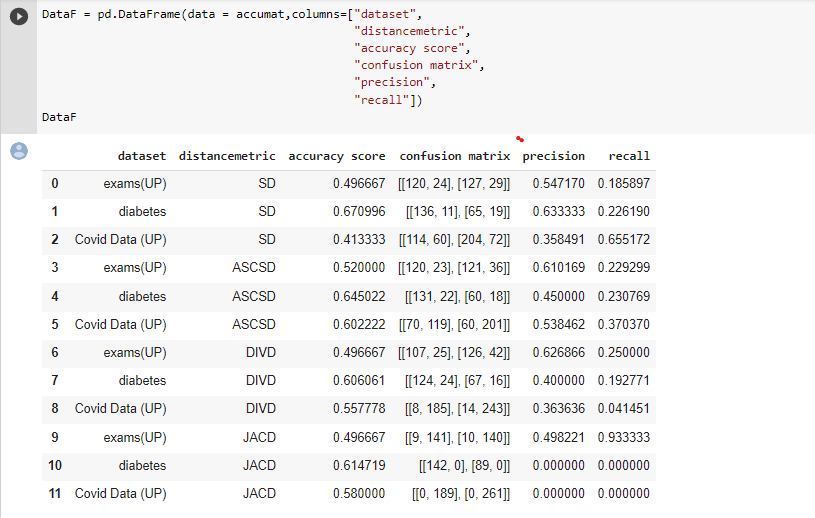 DataF = pd.DataFrame(data = accumat,columns=["dataset",
"distancemetric",
"accuracy score",
"confusion matrix",
"precision",
"recall"])
DataF
dataset distancemetric accuracy score confusion matrix precision recall
0 exams(UP) SD 0.496667 [[120, 24], [127, 29]] 0.547170 0.185897
1 diabetes SD 0.670996 [[136, 11], [65, 19]] 0.633333 0.226190
2 Covid Data (UP) SD 0.413333 [[114, 60], [204, 72]] 0.358491 0.655172
3 exams(UP) ASCSD 0.520000 [[120, 23], [121, 36]] 0.610169 0.229299
4 diabetes ASCSD 0.645022 [[131, 22], [60, 18]] 0.450000 0.230769
5 Covid Data (UP) ASCSD 0.602222 [[70, 119], [60, 201]] 0.538462 0.370370
6 exams(UP) DIVD 0.496667 [[107, 25], [126, 42]] 0.626866 0.250000
7 diabetes DIVD 0.606061 [[124, 24], [67, 16]] 0.400000 0.192771
8 Covid Data (UP) DIVD 0.557778 [[8, 185], [14, 243]] 0.363636 0.041451
9 exams(UP) JACD 0.496667 [[9, 141], [10, 140]] 0.498221 0.933333
10 diabetes JACD 0.614719 [[142, 0], [89, 0]] 0.000000 0.000000
11 Covid Data (UP) JACD 0.580000 [[0, 189], [0, 261]] 0.000000 0.000000